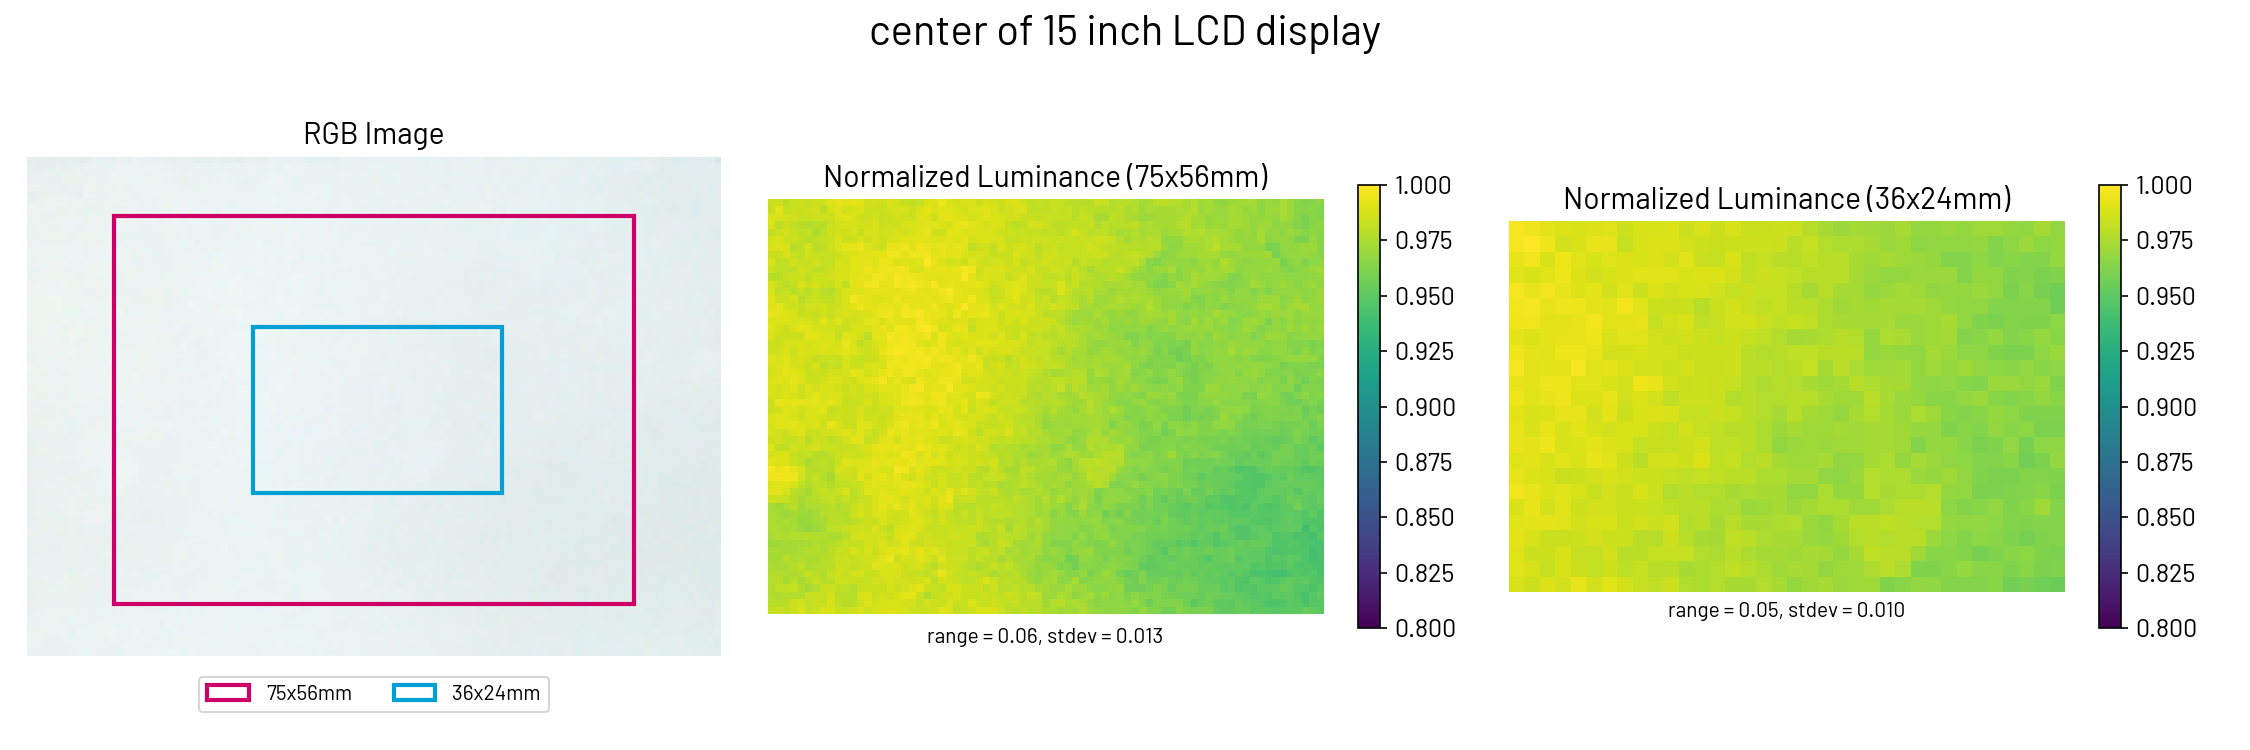 center of 15 inch LCD display
RGB Image
75x56mm
36x24mm
Normalized Luminance (75x56mm)
1.000
0.975
0.950
0.925
0.900
0.875
0.850
0.825
0.800
range = 0.06, stdev = 0.013
Normalized Luminance (36x24mm)
1.000
0.975
0.950
0.925
0.900
0.875
0.850
0.825
0.800
range = 0.05, stdev = 0.010